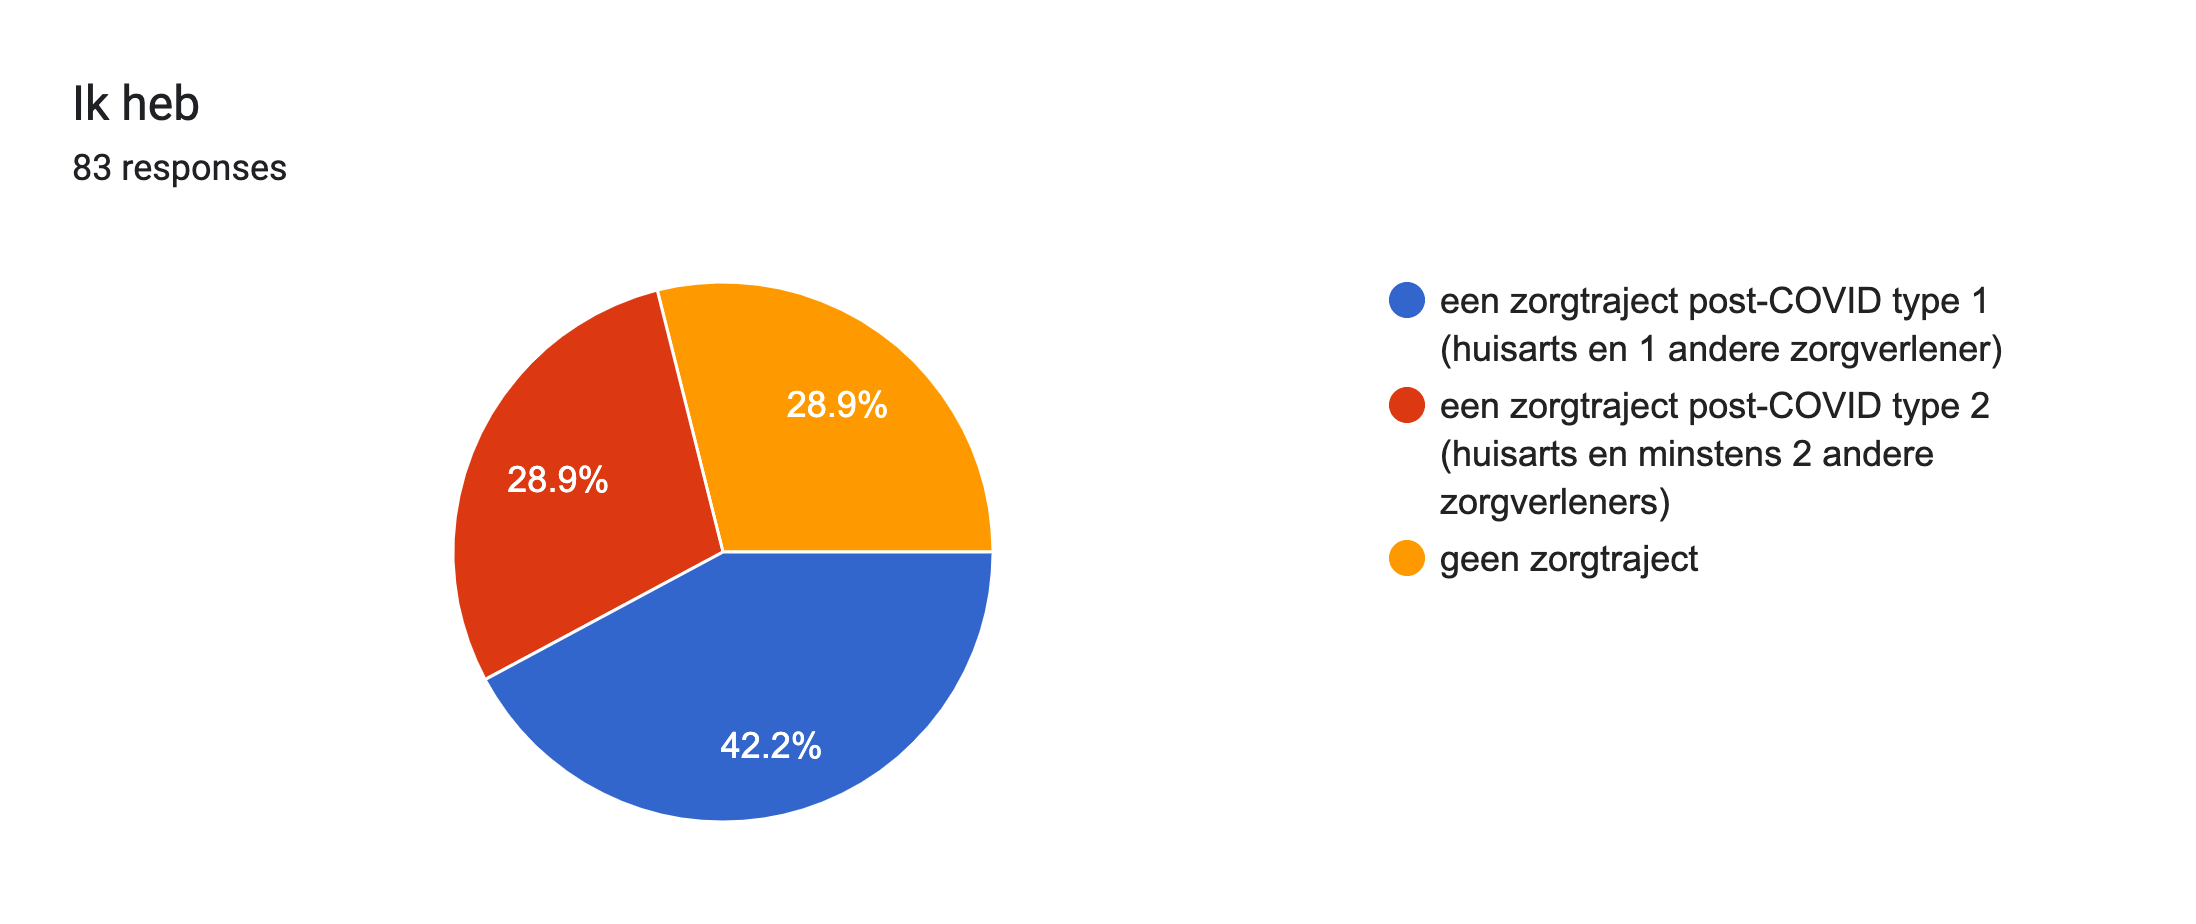 Ik heb
83 responses
28.9%
28.9%
42.2%
een zorgtraject post-COVID type 1
(huisarts en 1 andere zorgverlener)
een zorgtraject post-COVID type 2
(huisarts en minstens 2 andere
zorgverleners)
geen zorgtraject